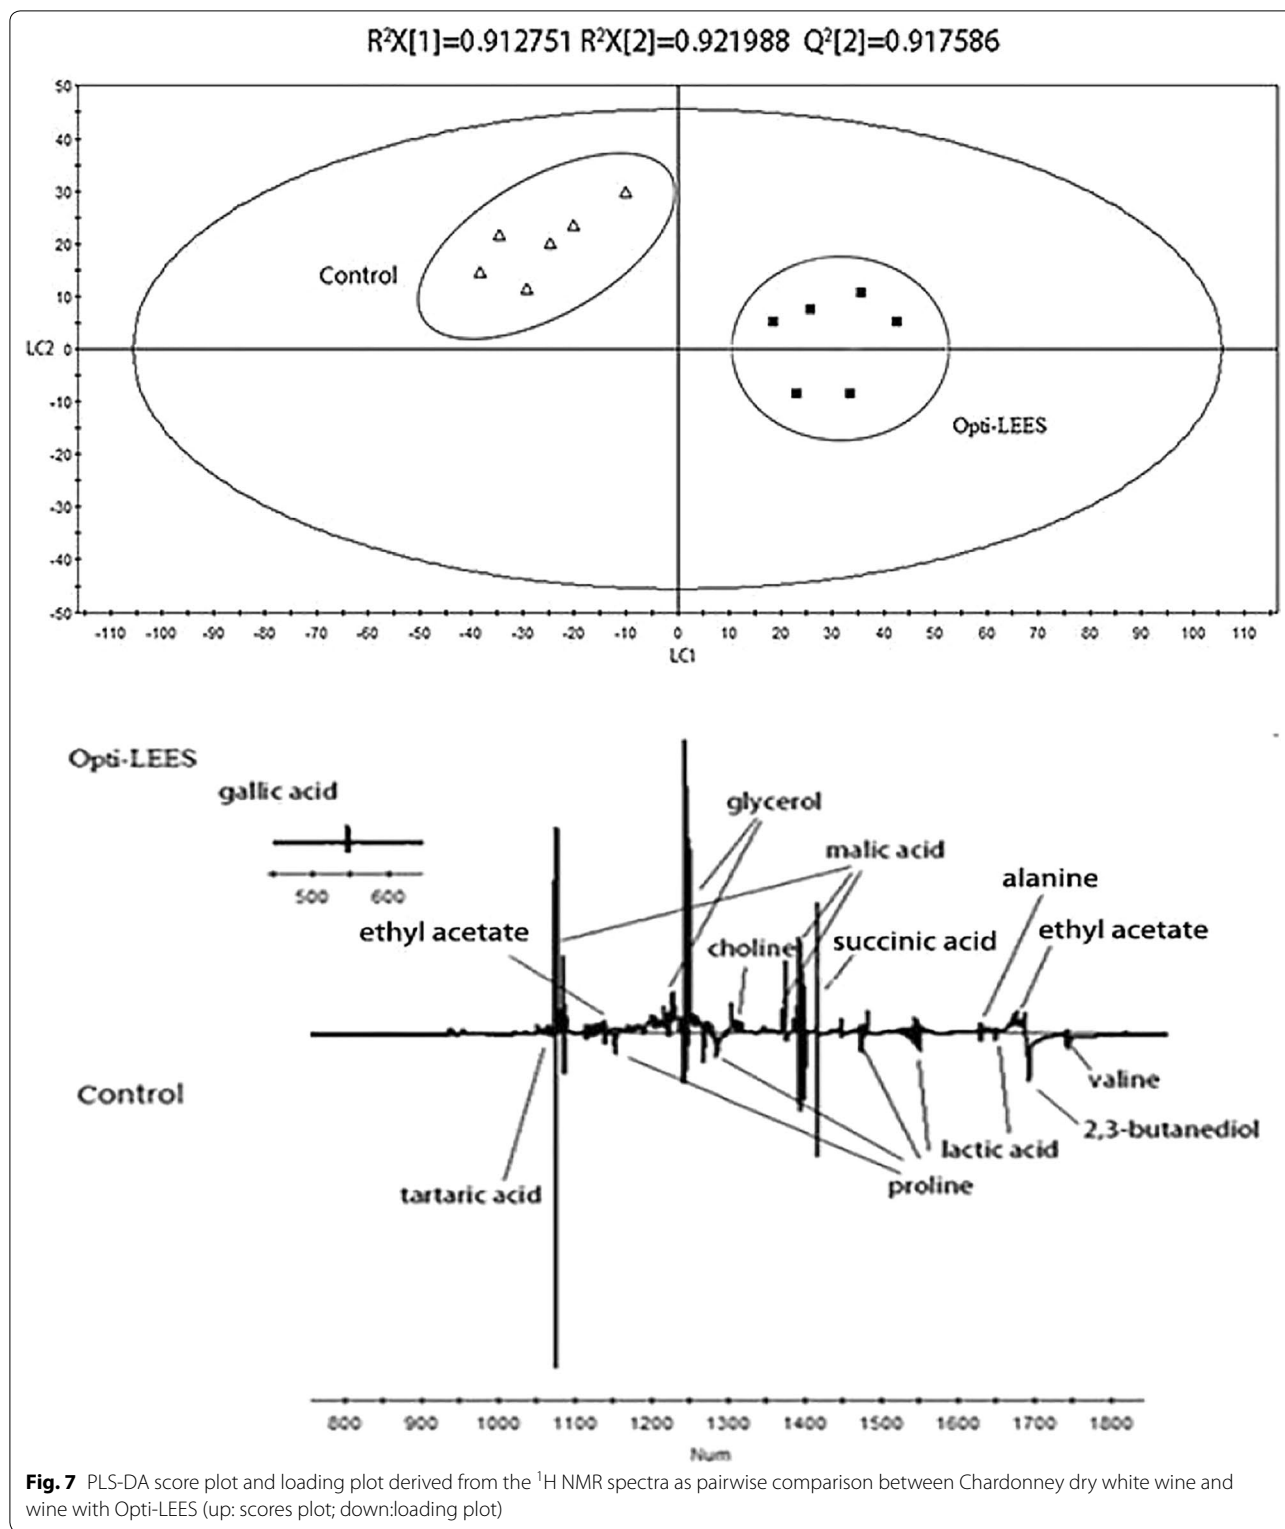 R²X[1]=0.912751 R²X[2]=0.921988 Q²[2]=0.917586
50
40
30
20
10
LC2 0
-10
-20
-30
-40
-50
Control
Opti-LEES
-110 -100 -90 -80 -70 -60 -50 -40 -30 -20 -10 0 10 20 30 40 50 60 70 80 90 100 110
LC1
Opti-LEES
gallic acid
500 600
glycerol
malic acid
alanine
ethyl acetate
choline
succinic acid
ethyl acetate
Control
valine
2,3-butanediol
lactic acid
proline
tartaric acid
800 900 1000 1100 1200 1300 1400 1500 1600 1700 1800
Num
Fig. 7 PLS-DA score plot and loading plot derived from the ¹H NMR spectra as pairwise comparison between Chardonney dry white wine and
wine with Opti-LEES (up: scores plot; down:loading plot)